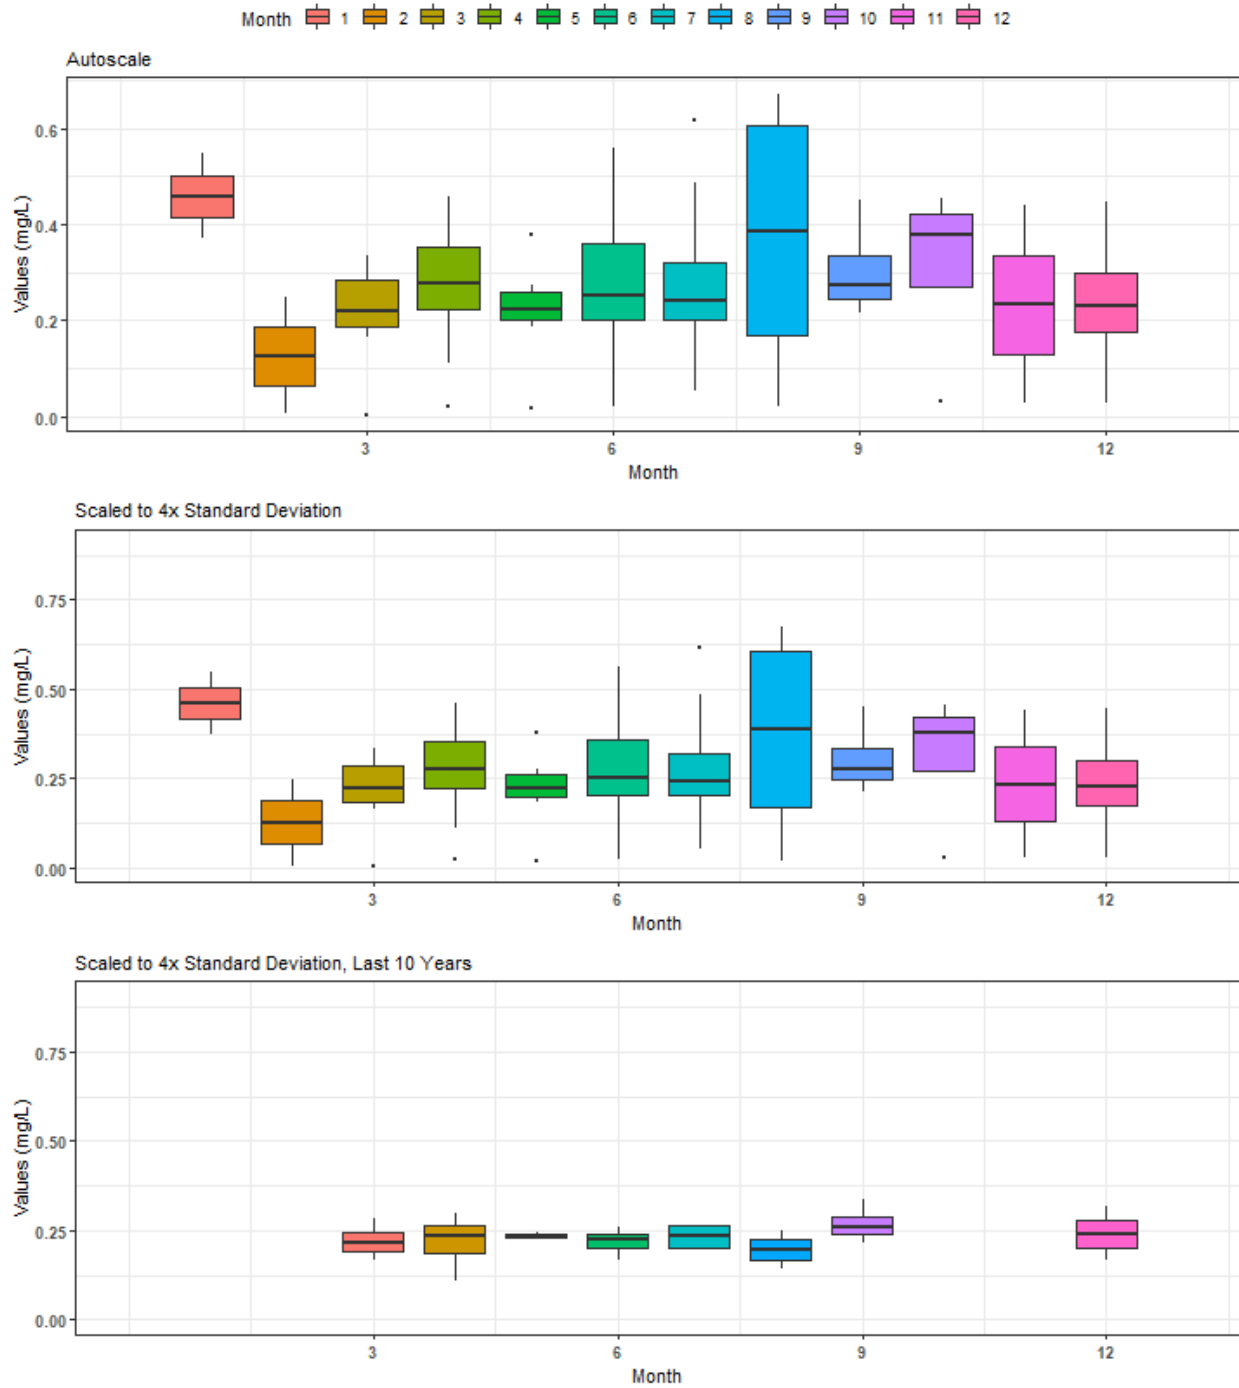 Month 1 2 3 4 5 6 7 8 9 10 11 12
Autoscale
Values (mg/L)
0.6
0.4
0.2
0.0
3 6 9 12
Month
Scaled to 4x Standard Deviation
Values (mg/L)
0.75
0.50
0.25
0.00
3 6 9 12
Month
Scaled to 4x Standard Deviation, Last 10 Years
Values (mg/L)
0.75
0.50
0.25
0.00
3 6 9 12
Month